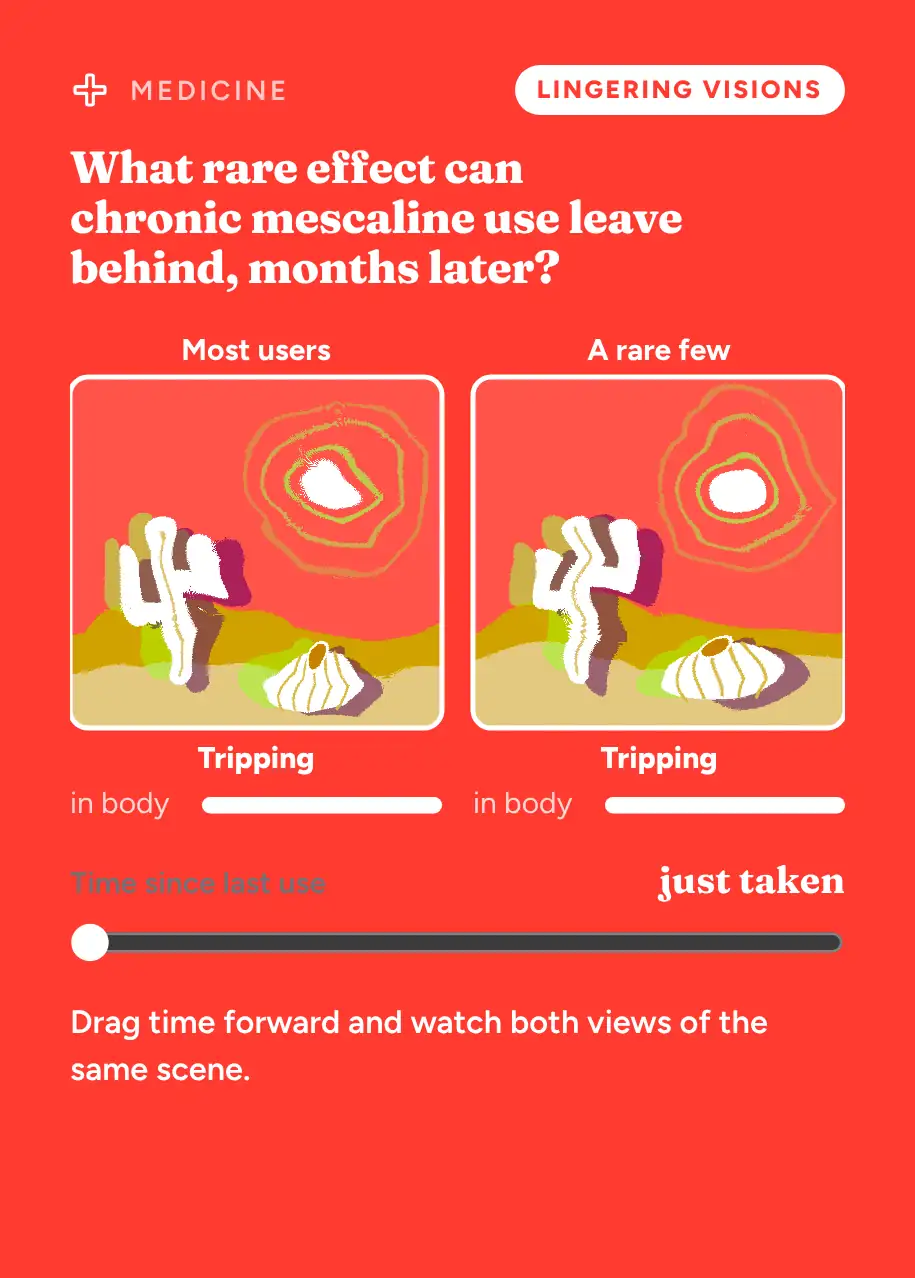 MEDICINE
LINGERING VISIONS
What rare effect can
chronic mescaline use leave
behind, months later?
Most users
A rare few
Tripping
Tripping
in body
in body
Time since last use
just taken
Drag time forward and watch both views of the
same scene.